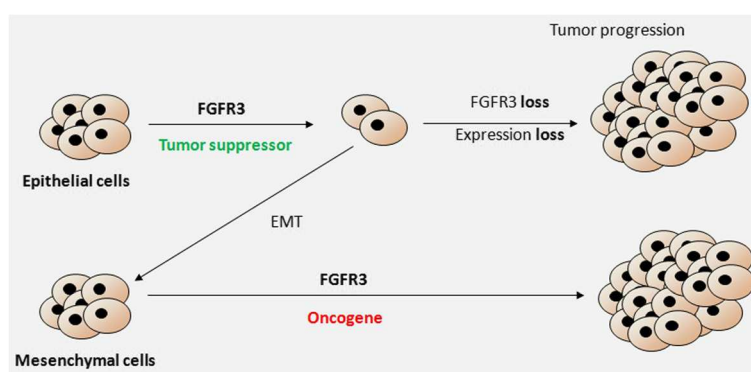 Tumor progression
FGFR3
Tumor suppressor
FGFR3 loss
Expression loss
Epithelial cells
EMT
FGFR3
Oncogene
Mesenchymal cells